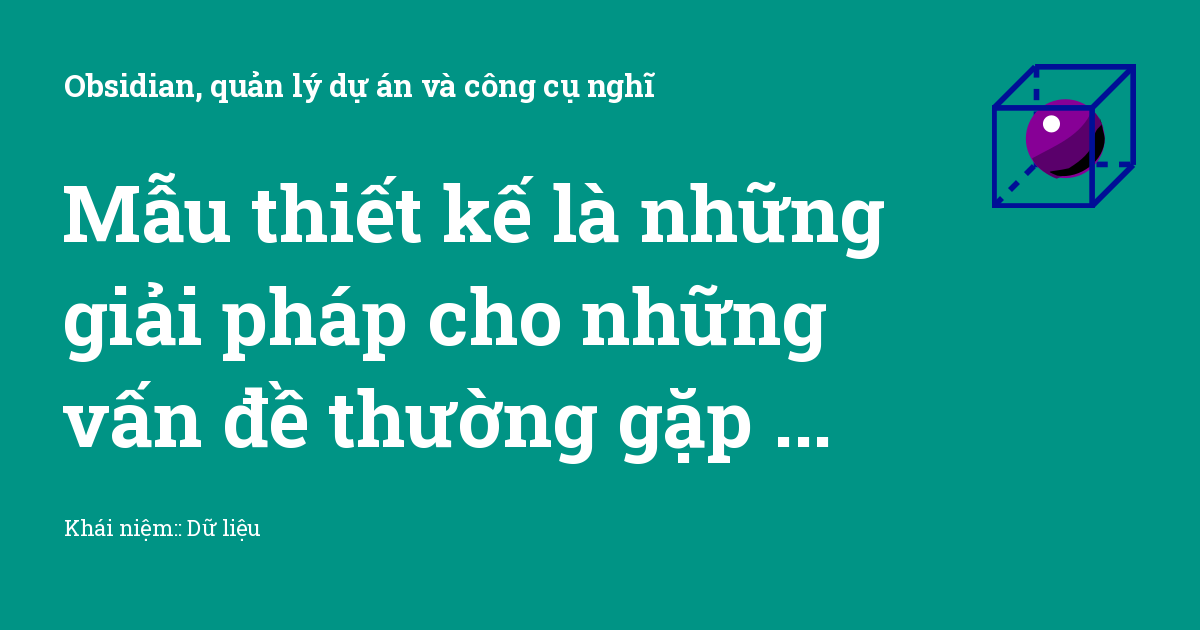 Obsidian, quản lý dự án và công cụ nghĩ
Mẫu thiết kế là những
giải pháp cho những
vấn đề thường gặp ...
Khái niệm:: Dữ liệu